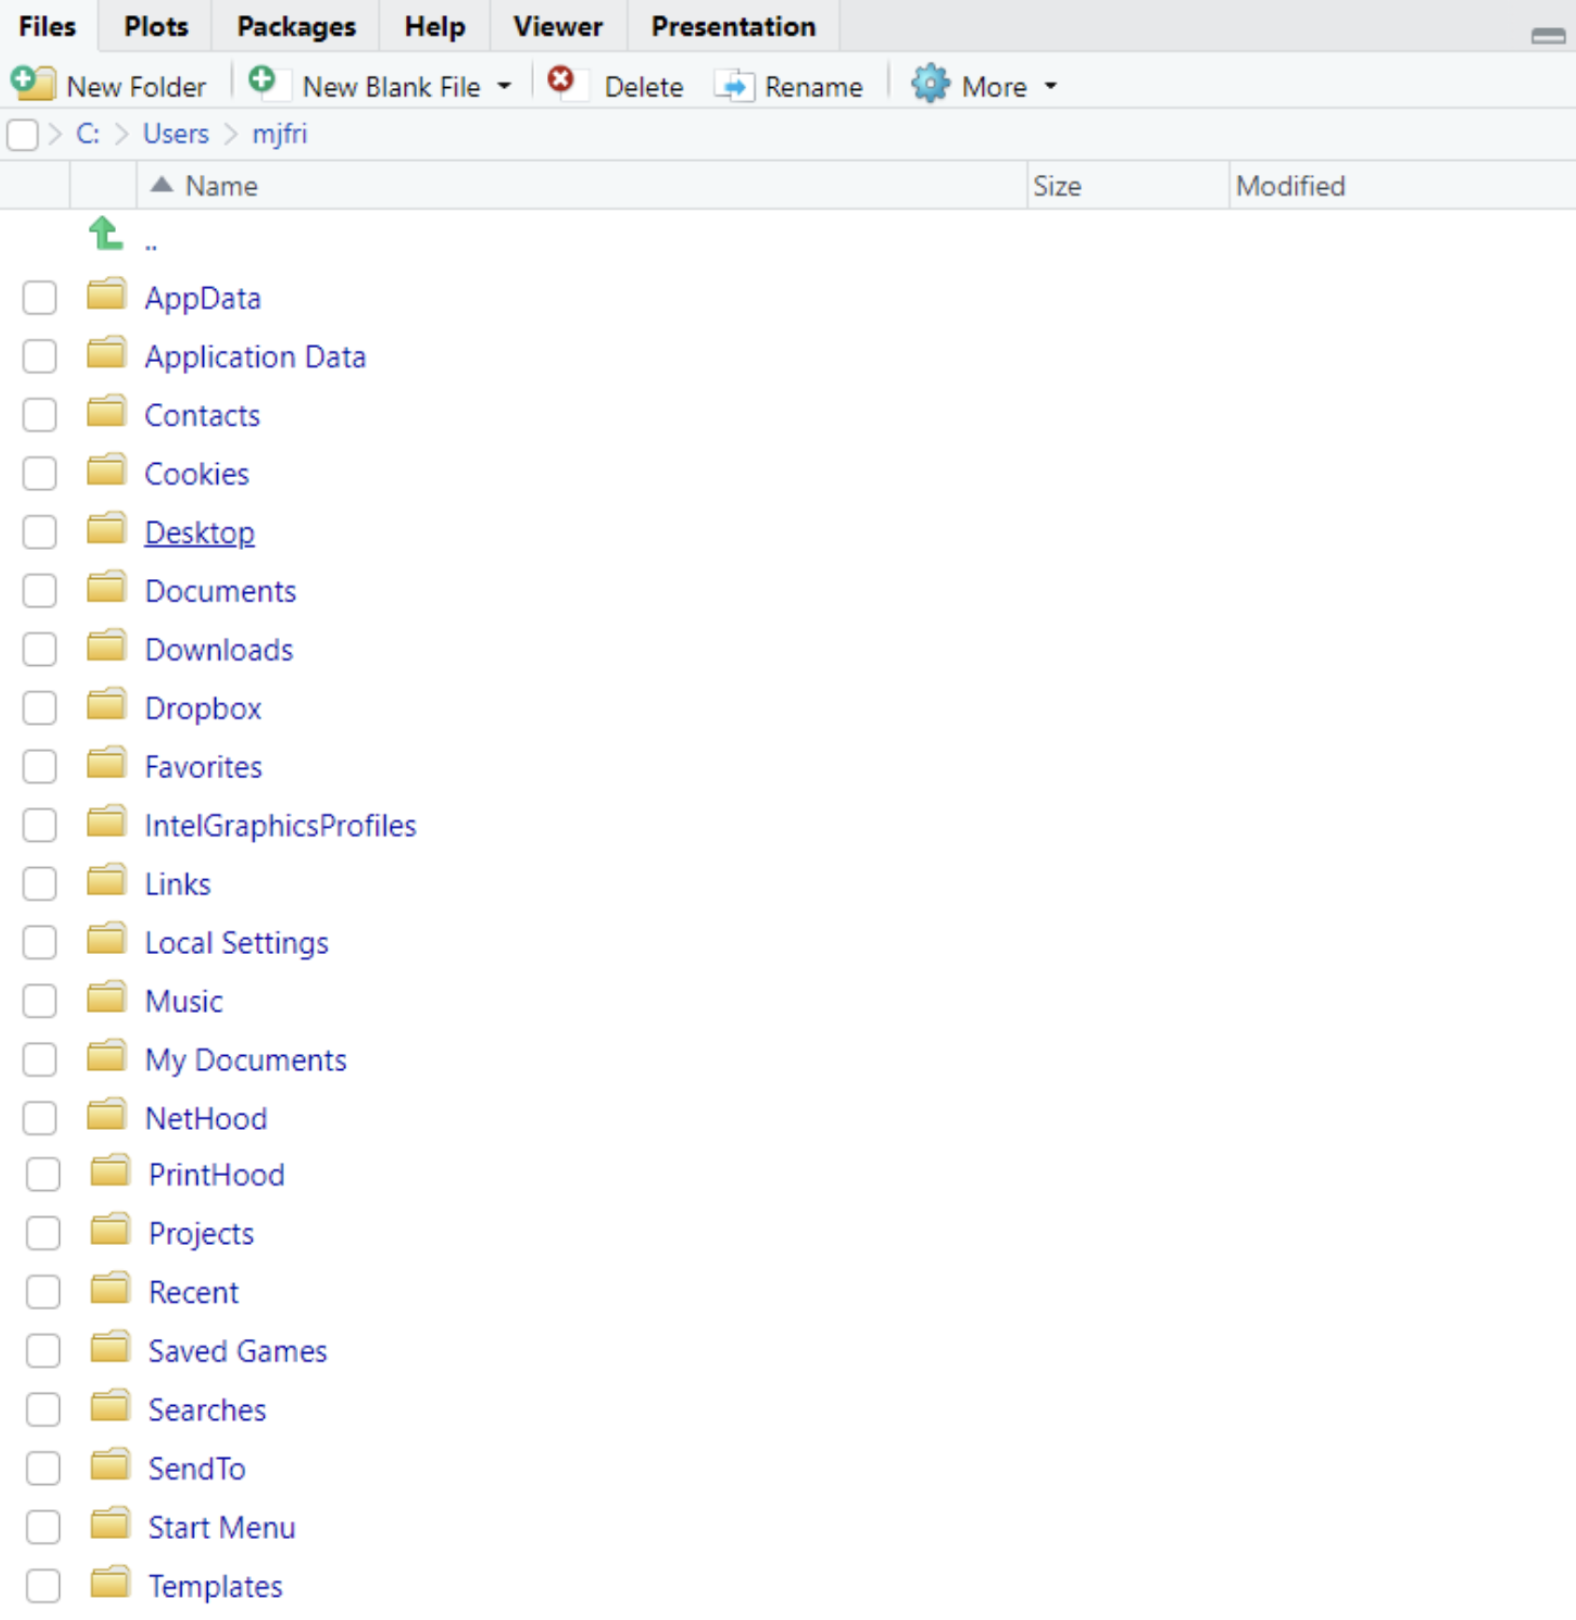 Files Plots Packages Help Viewer Presentation
New Folder New Blank File Delete Rename More
C: Users mjfri
Name Size Modified
..
AppData
Application Data
Contacts
Cookies
Desktop
Documents
Downloads
Dropbox
Favorites
IntelGraphicsProfiles
Links
Local Settings
Music
My Documents
NetHood
PrintHood
Projects
Recent
Saved Games
Searches
SendTo
Start Menu
Templates